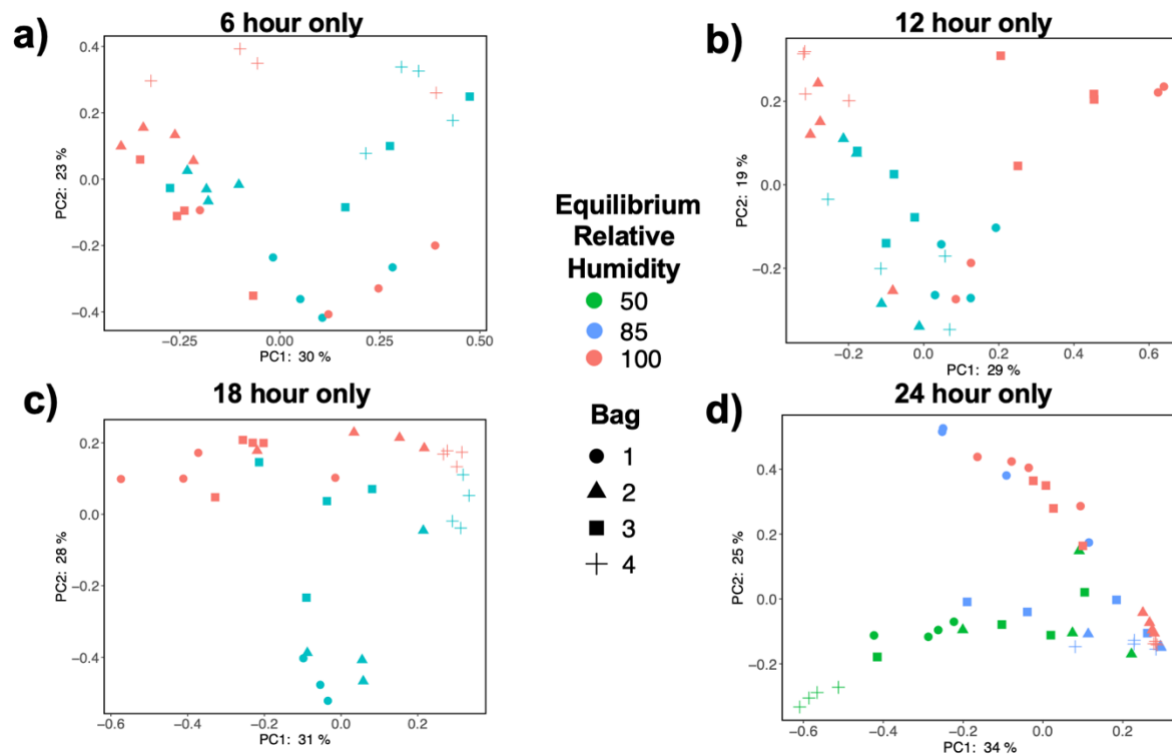 a)
6 hour only
0.4
0.2
0.0
−0.2
−0.4
PC2: 23 %
−0.25
0.00
0.25
0.50
PC1: 30 %
b)
12 hour only
0.2
0.0
−0.2
PC2: 19 %
−0.2
0.0
0.2
0.4
0.6
PC1: 29 %
Equilibrium
Relative
Humidity
50
85
100
Bag
1
2
3
4
c)
18 hour only
0.2
0.0
−0.2
−0.4
PC2: 28 %
−0.6
−0.4
−0.2
0.0
0.2
PC1: 31 %
d)
24 hour only
0.4
0.2
0.0
−0.2
PC2: 25 %
−0.6
−0.4
−0.2
0.0
0.2
PC1: 34 %